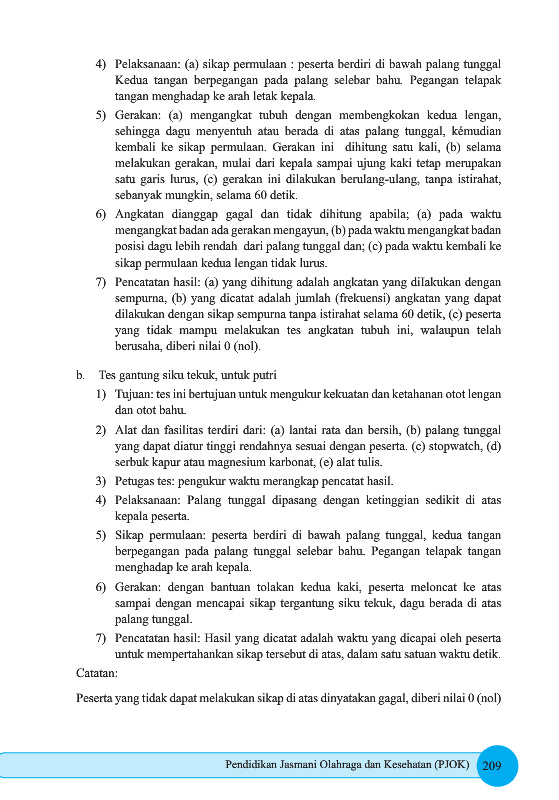 4) Pelaksanaan: (a) sikap permulaan : peserta berdiri di bawah palang tunggal
Kedua tangan berpegangan pada palang selebar bahu. Pegangan telapak
tangan menghadap ke arah letak kepala.
5) Gerakan: (a) mengangkat tubuh dengan membengkokan kedua lengan,
sehingga dagu menyentuh atau berada di atas palang tunggal, kémudian
kembali ke sikap permulaan. Gerakan ini dihitung satu kali, (b) selama
melakukan gerakan, mulai dari kepala sampai ujung kaki tetap merupakan
satu garis lurus, (c) gerakan ini dilakukan berulang-ulang, tanpa istirahat,
sebanyak mungkin, selama 60 detik.
6) Angkatan dianggap gagal dan tidak dihitung apabila; (a) pada waktu
mengangkat badan ada gerakan mengayun, (b) pada waktu mengangkat badan
posisi dagu lebih rendah dari palang tunggal dan; (c) pada waktu kembali ke
sikap permulaan kedua lengan tidak lurus.
7) Pencatatan hasil: (a) yang dihitung adalah angkatan yang dilakukan dengan
sempurna, (b) yang dicatat adalah jumlah (frekuensi) angkatan yang dapat
dilakukan dengan sikap sempurna tanpa istirahat selama 60 detik, (c) peserta
yang tidak mampu melakukan tes angkatan tubuh ini, walaupun telah
berusaha, diberi nilai 0 (nol).
b. Tes gantung siku tekuk, untuk putri
1) Tujuan: tes ini bertujuan untuk mengukur kekuatan dan ketahanan otot lengan
dan otot bahu.
2) Alat dan fasilitas terdiri dari: (a) lantai rata dan bersih, (b) palang tunggal
yang dapat diatur tinggi rendahnya sesuai dengan peserta. (c) stopwatch, (d)
serbuk kapur atau magnesium karbonat, (e) alat tulis.
3) Petugas tes: pengukur waktu merangkap pencatat hasil.
4) Pelaksanaan: Palang tunggal dipasang dengan ketinggian sedikit di atas
kepala peserta.
5) Sikap permulaan: peserta berdiri di bawah palang tunggal, kedua tangan
berpegangan pada palang tunggal selebar bahu. Pegangan telapak tangan
menghadap ke arah kepala.
6) Gerakan: dengan bantuan tolakan kedua kaki, peserta meloncat ke atas
sampai dengan mencapai sikap tergantung siku tekuk, dagu berada di atas
palang tunggal.
7) Pencatatan hasil: Hasil yang dicatat adalah waktu yang dicapai oleh peserta
untuk mempertahankan sikap tersebut di atas, dalam satu satuan waktu detik.
Catatan:
Peserta yang tidak dapat melakukan sikap di atas dinyatakan gagal, diberi nilai 0 (nol)
Pendidikan Jasmani Olahraga dan Kesehatan (PJOK) 209